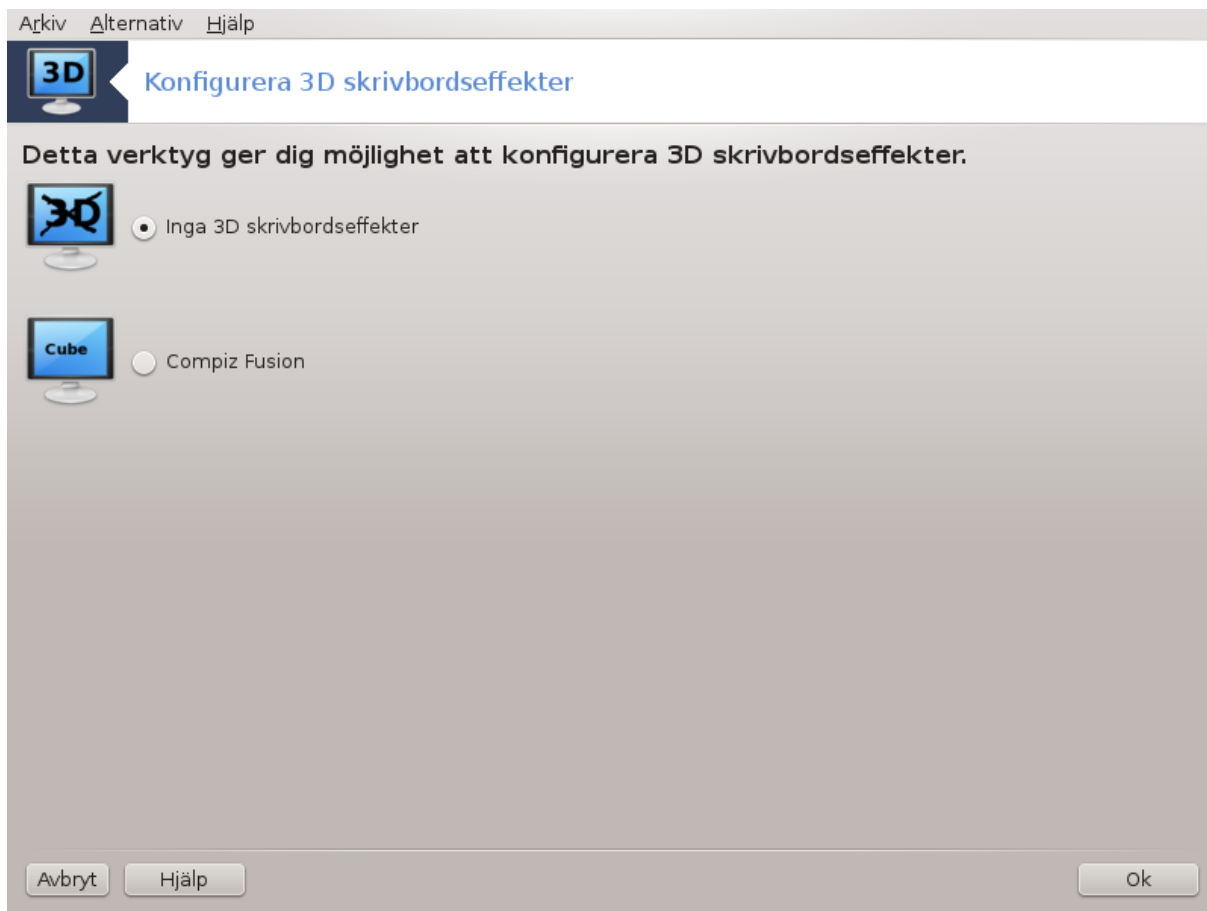 Arkiv Alternativ Hjälp
3D
Konfigurera 3D skrivbordseffekter
Detta verktyg ger dig möjlighet att konfigurera 3D skrivbordseffekter.
3D
Inga 3D skrivbordseffekter
Cube
Compiz Fusion
Avbryt Hjälp Ok